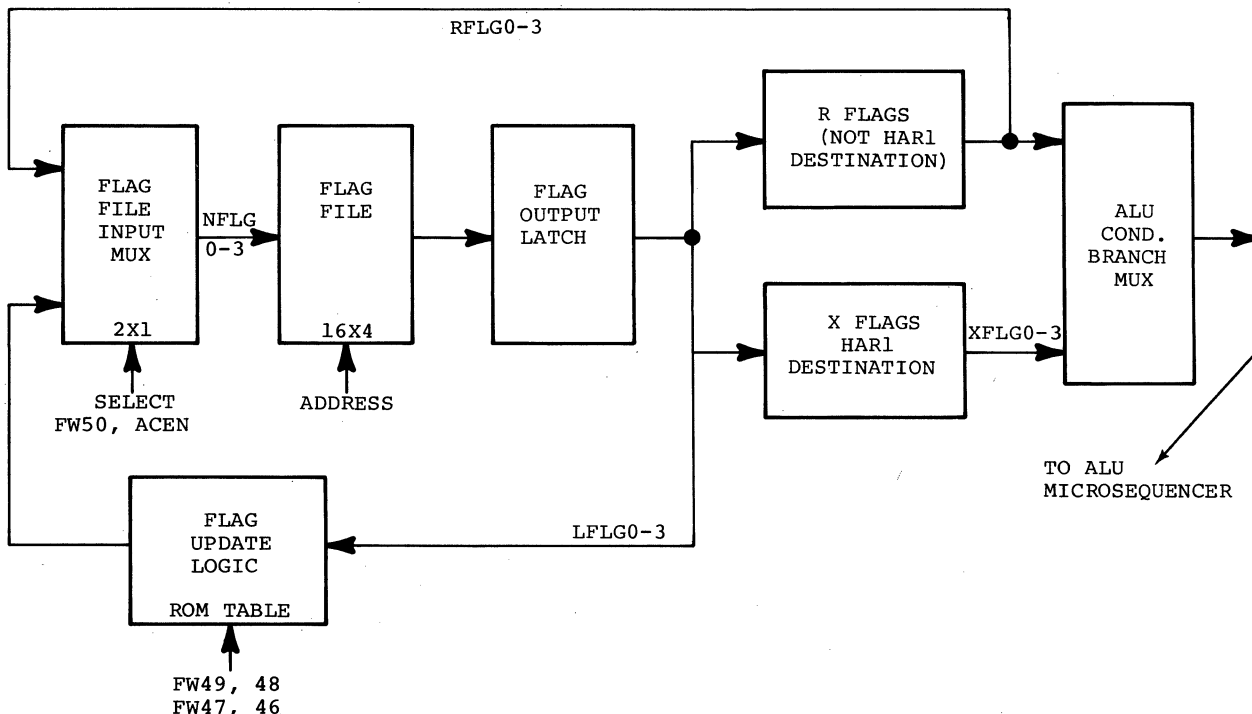 RFLG0-3
FLAG
FILE
INPUT
MUX
2X1
NFLG
0-3
FLAG
FILE
16X4
FLAG
OUTPUT
LATCH
R FLAGS
(NOT HAR1
DESTINATION)
X FLAGS
HAR1
DESTINATION
XFLG0-3
ALU
COND.
BRANCH
MUX
SELECT
FW50, ACEN
ADDRESS
TO ALU
MICROSEQUENCER
FLAG
UPDATE
LOGIC
ROM TABLE
LFLG0-3
FW49, 48
FW47, 46